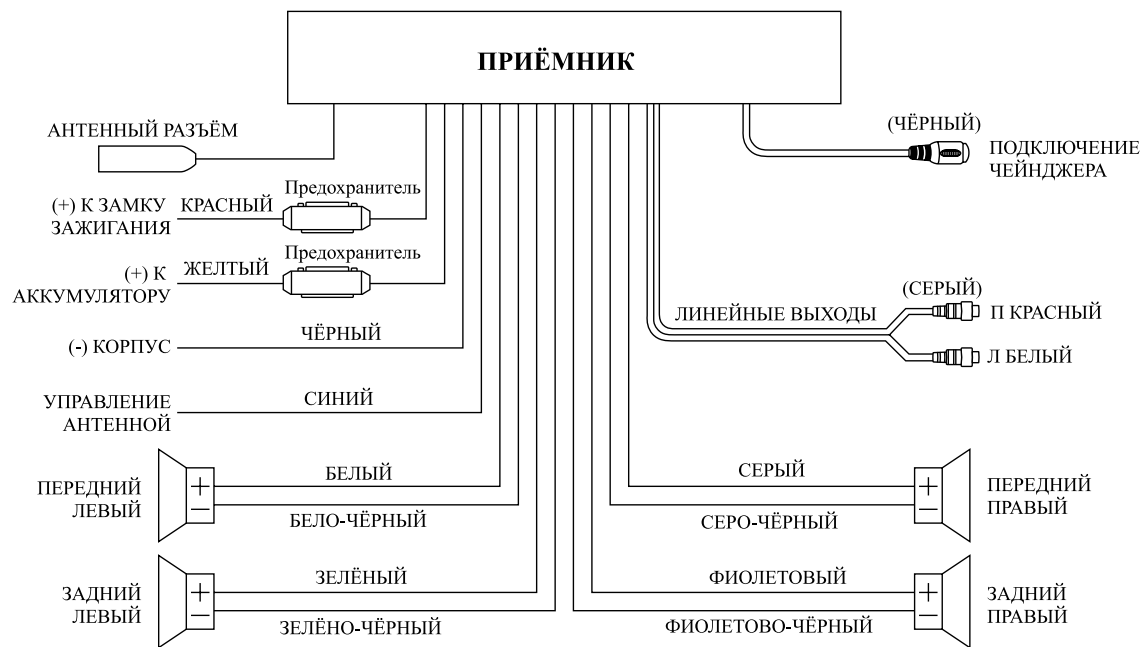 ПРИЁМНИК
АНТЕННЫЙ РАЗЪЁМ
(ЧЁРНЫЙ)
ПОДКЛЮЧЕНИЕ
ЧЕЙНДЖЕРА
(+) К ЗАМКУ
ЗАЖИГАНИЯ
КРАСНЫЙ
Предохранитель
(+) К
АККУМУЛЯТОРУ
ЖЕЛТЫЙ
Предохранитель
ЛИНЕЙНЫЕ ВЫХОДЫ
(СЕРЫЙ)
П КРАСНЫЙ
Л БЕЛЫЙ
(-) КОРПУС
ЧЁРНЫЙ
УПРАВЛЕНИЕ
АНТЕННОЙ
СИНИЙ
ПЕРЕДНИЙ
ЛЕВЫЙ
+
−
БЕЛЫЙ
БЕЛО-ЧЁРНЫЙ
СЕРЫЙ
СЕРО-ЧЁРНЫЙ
+
−
ПЕРЕДНИЙ
ПРАВЫЙ
ЗАДНИЙ
ЛЕВЫЙ
+
−
ЗЕЛЁНЫЙ
ЗЕЛЁНО-ЧЁРНЫЙ
ФИОЛЕТОВЫЙ
ФИОЛЕТОВО-ЧЁРНЫЙ
+
−
ЗАДНИЙ
ПРАВЫЙ